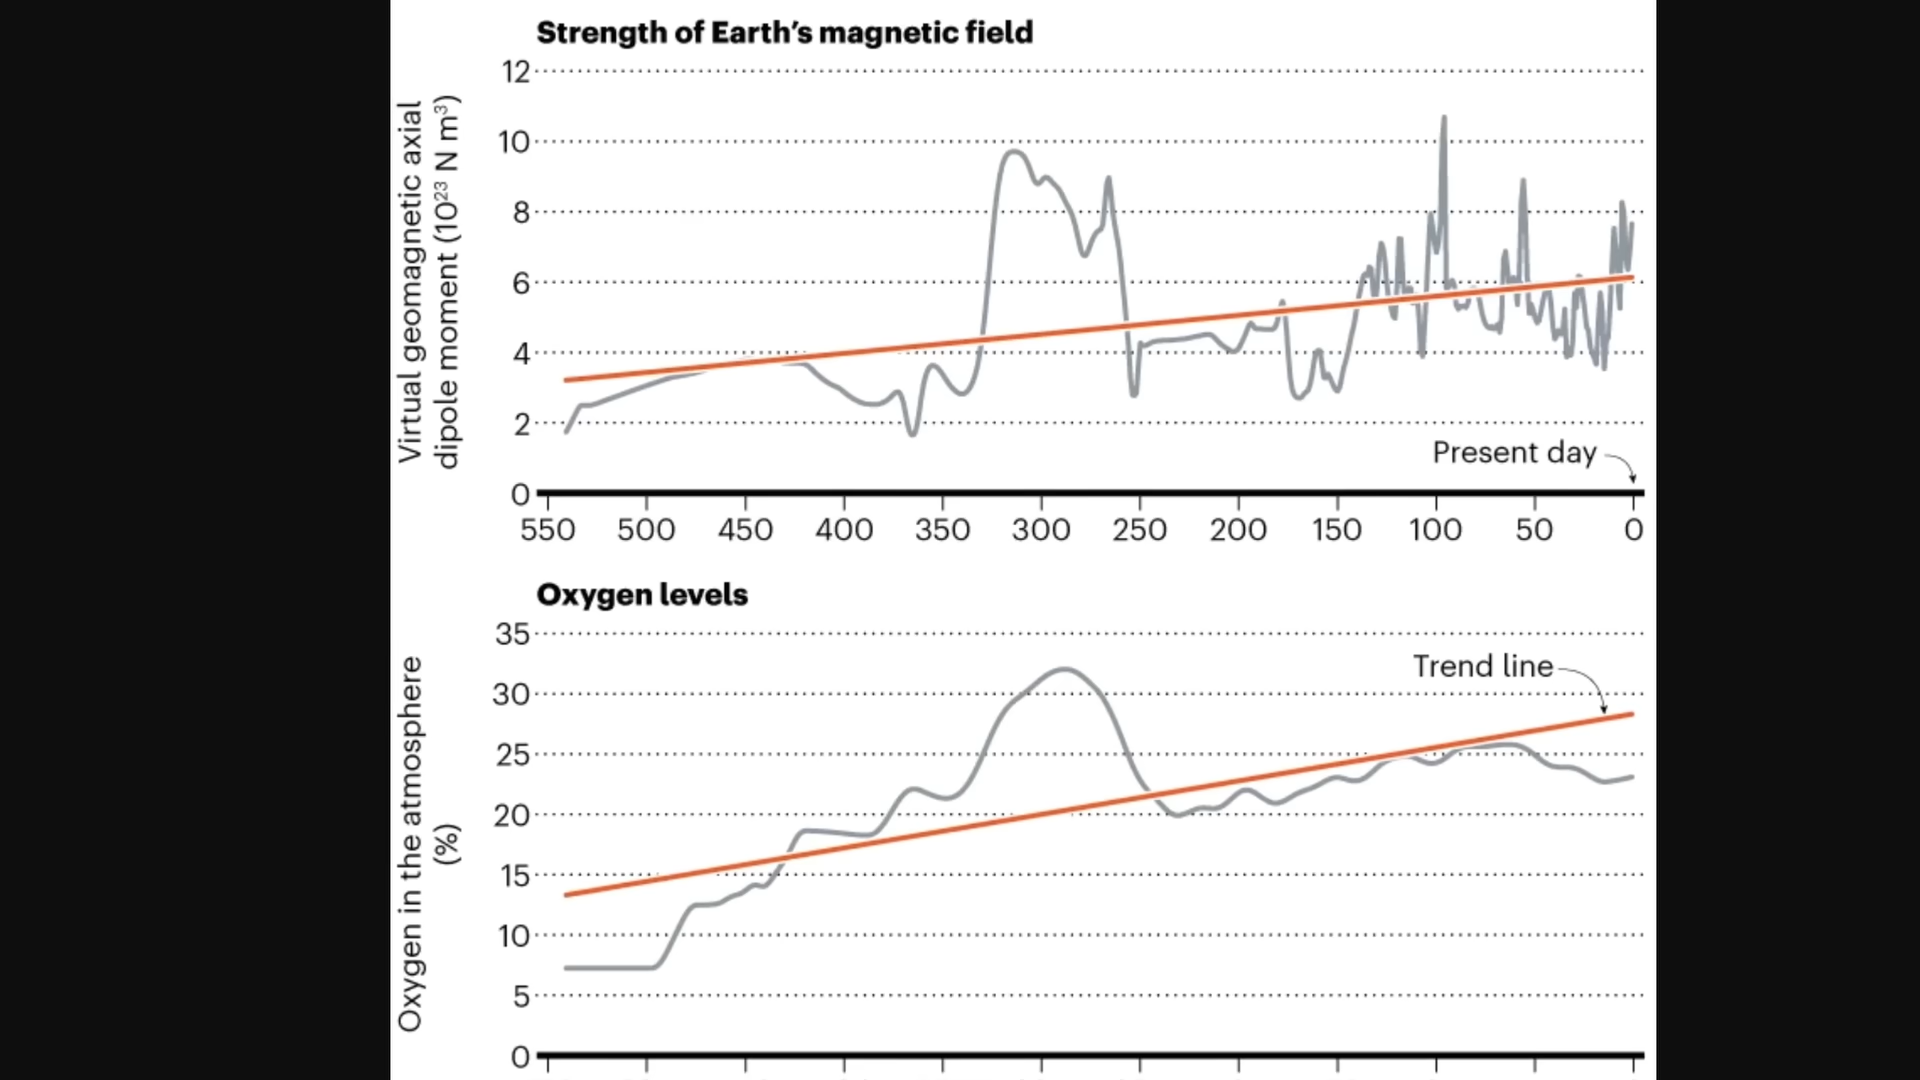 Strength of Earth’s magnetic field
Virtual geomagnetic axial
dipole moment (10²³ N m³)
12
10
8
6
4
2
0
Present day
550 500 450 400 350 300 250 200 150 100 50 0
Oxygen levels
Oxygen in the atmosphere
(%)
35
30
25
20
15
10
5
0
Trend line